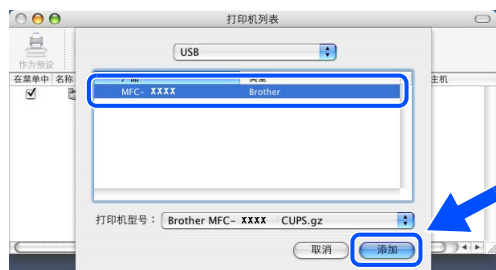 打印机列表
USB
作为预设
在菜单中 名称 主机
产品 类型
MFC- XXXX Brother
打印机型号： Brother MFC- XXXX CUPS.gz
取消 添加